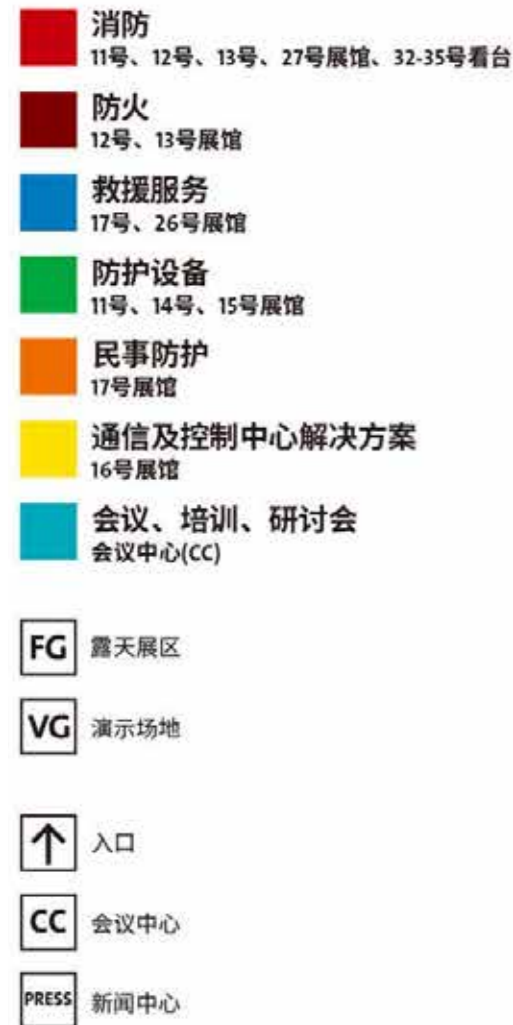 消防
11号、12号、13号、27号展馆、32-35号看台
防火
12号、13号展馆
救援服务
17号、26号展馆
防护设备
11号、14号、15号展馆
民事防护
17号展馆
通信及控制中心解决方案
16号展馆
会议、培训、研讨会
会议中心(CC)
FG 露天展区
VG 演示场地
入口
CC 会议中心
PRESS 新闻中心